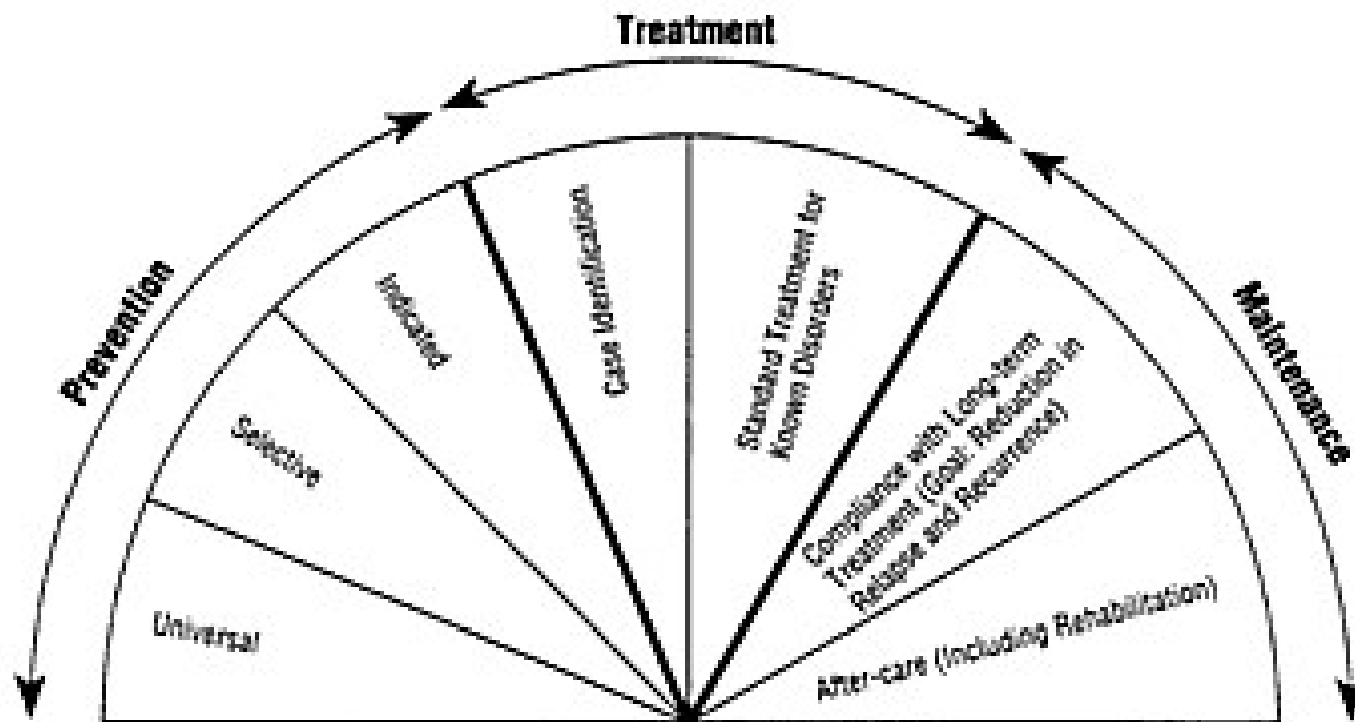 Treatment
Prevention
Maintenance
Universal
Selective
Indicated
Case Identification
Standard Treatment for
Known Disorders
Compliance with Long-term
Treatment (Goal: Reduction in
Relapse and Recurrence)
After-care (Including Rehabilitation)